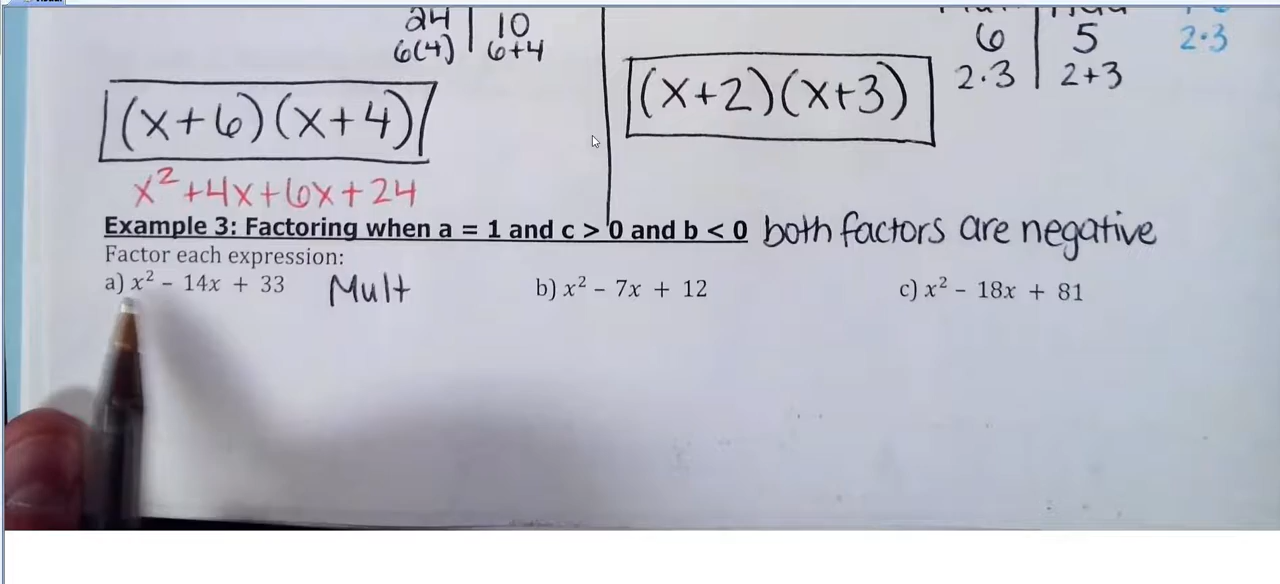 24 | 10
6(4) | 6+4
(x+6)(x+4)
x² +4x+6x+24
6 | 5 2·3
2·3 | 2+3
(x+2)(x+3)
Example 3: Factoring when a = 1 and c > 0 and b < 0 both factors are negative
Factor each expression:
a) x² – 14x + 33 Mult
b) x² – 7x + 12
c) x² – 18x + 81